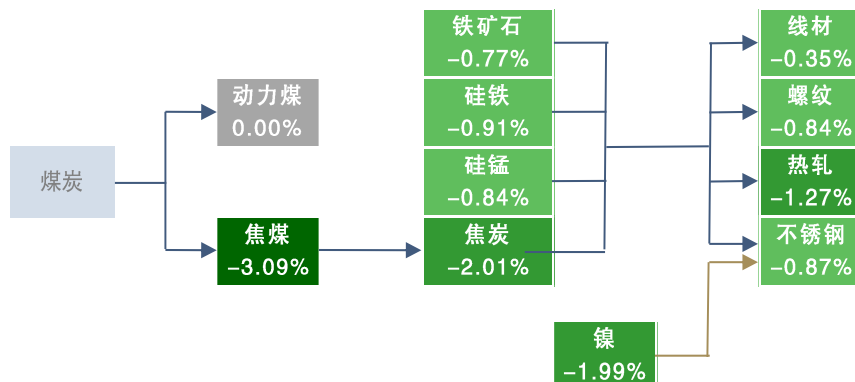 煤炭
动力煤
0.00%
焦煤
-3.09%
铁矿石
-0.77%
硅铁
-0.91%
硅锰
-0.84%
焦炭
-2.01%
镍
-1.99%
线材
-0.35%
螺纹
-0.84%
热轧
-1.27%
不锈钢
-0.87%